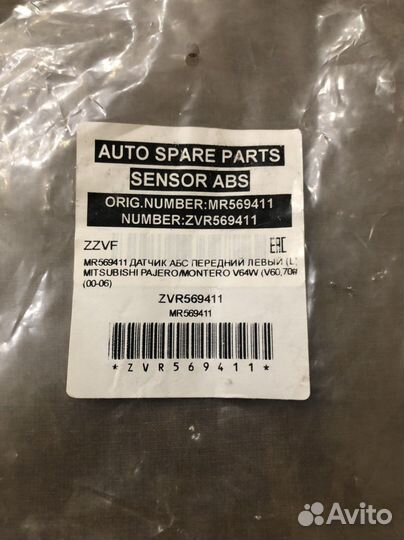 AUTO SPARE PARTS
SENSOR ABS
ORIG.NUMBER:MR569411
NUMBER:ZVR569411
ZZVF
EAC
MR569411 ДАТЧИК АБС ПЕРЕДНИЙ ЛЕВЫЙ (L)
MITSUBISHI PAJERO/MONTERO V64W (V60,70#
(00-06)
ZVR569411
MR569411
*ZVR569411*
Avito